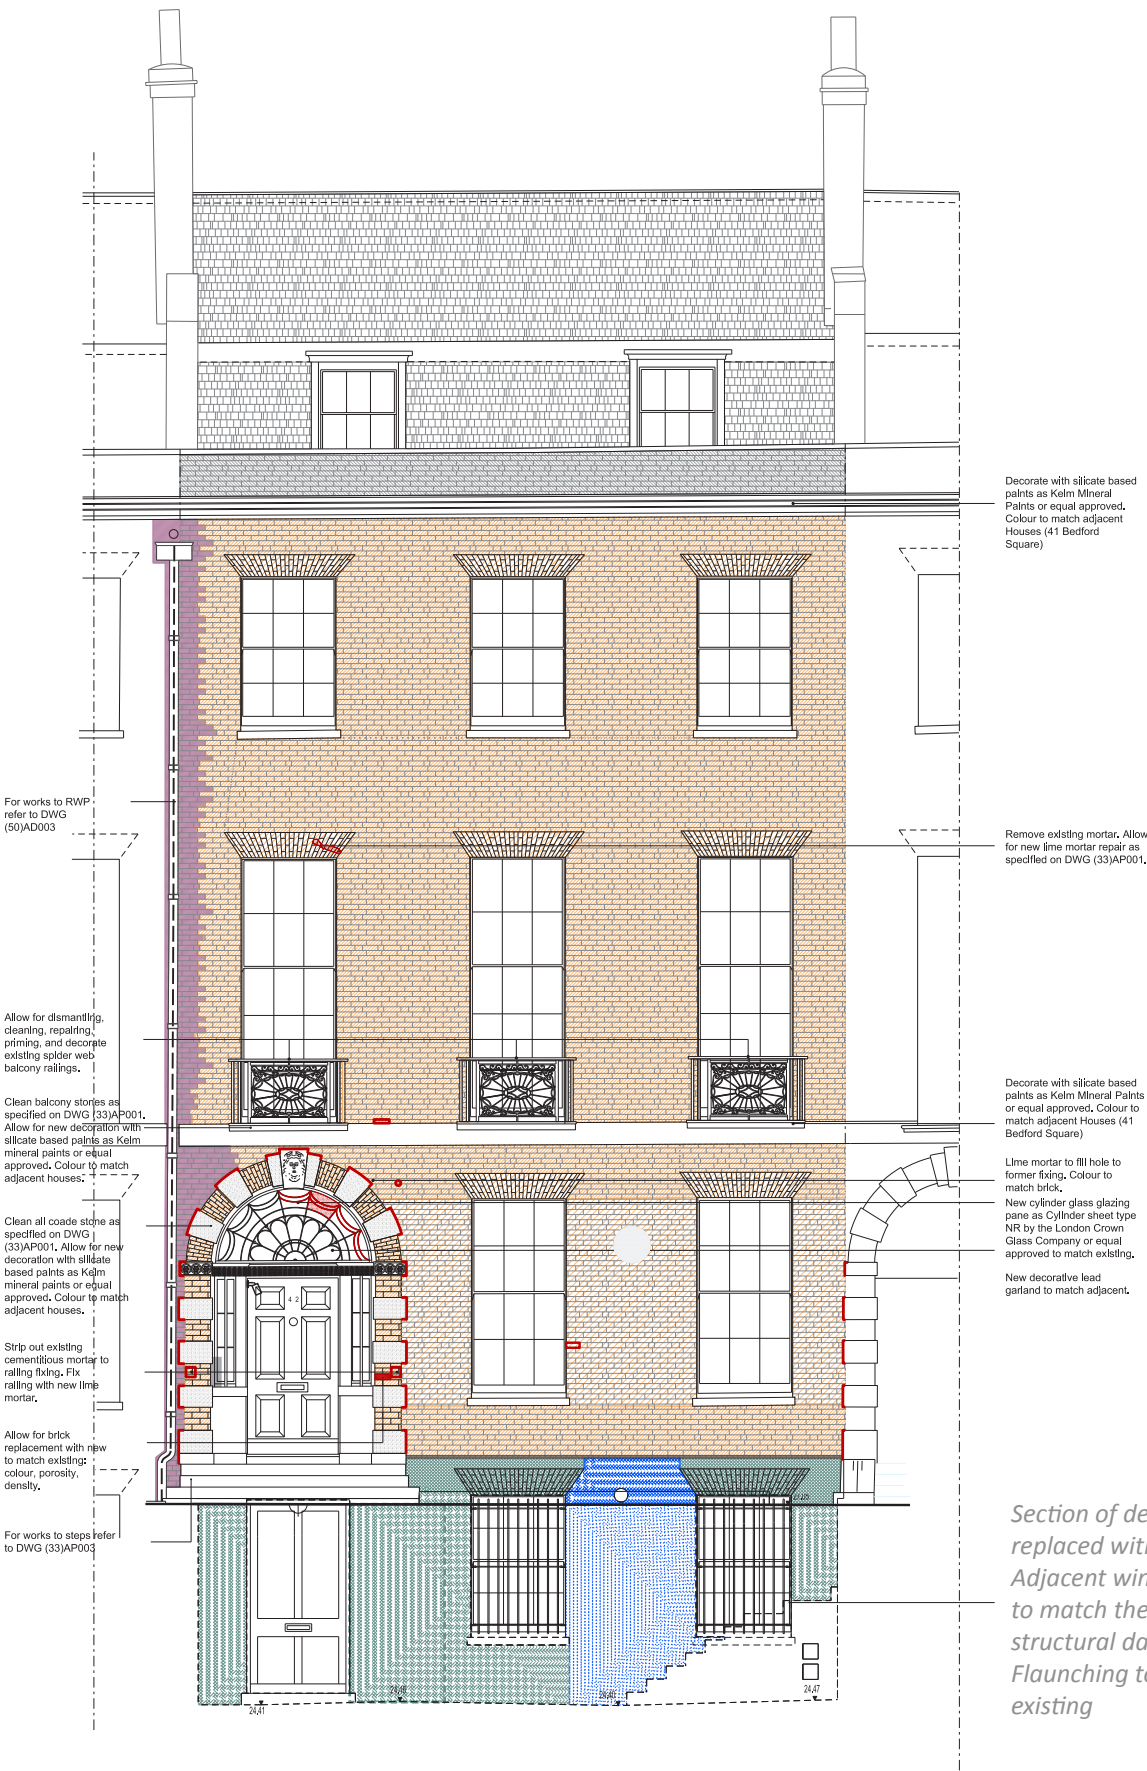 Decorate with silicate based
paints as Keim Mineral
Paints or equal approved.
Colour to match adjacent
Houses (41 Bedford
Square)
For works to RWP
refer to DWG
(50)AD003
Remove existing mortar. Allow
for new lime mortar repair as
specified on DWG (33)AP001.
Allow for dismantling,
cleaning, repairing,
priming, and decorate
existing spider web
balcony railings.
Clean balcony stones as
specified on DWG (33)AP001.
Allow for new decoration with
silicate based paints as Keim
mineral paints or equal
approved. Colour to match
adjacent houses.
Decorate with silicate based
paints as Keim Mineral Paints
or equal approved. Colour to
match adjacent Houses (41
Bedford Square)
Lime mortar to fill hole to
former fixing. Colour to
match brick.
New cylinder glass glazing
pane as Cylinder sheet type
NR by the London Crown
Glass Company or equal
approved to match existing.
New decorative lead
garland to match adjacent.
Clean all coade stone as
specified on DWG
(33)AP001. Allow for new
decoration with silicate
based paints as Keim
mineral paints or equal
approved. Colour to match
adjacent houses.
4 2
Strip out existing
cementitious mortar to
railing fixing. Fix
railing with new lime
mortar.
Allow for brick
replacement with new
to match existing:
colour, porosity,
density.
For works to steps refer
to DWG (33)AP003
Section of de
replaced wit
Adjacent win
to match the
structural da
Flaunching to
existing
24.41
24.47